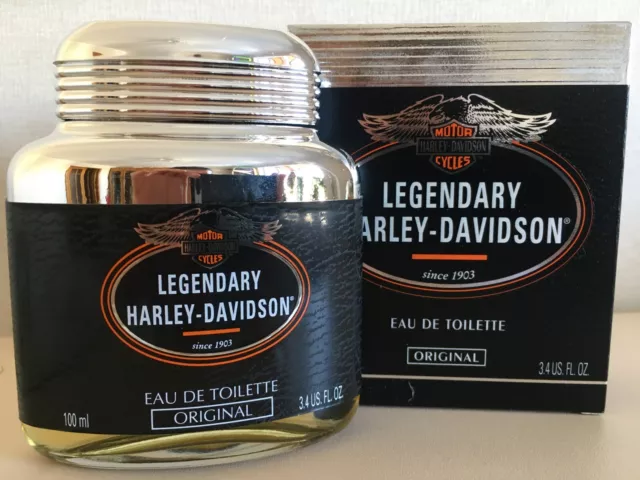 MOTOR
HARLEY-DAVIDSON
CYCLES
LEGENDARY
HARLEY-DAVIDSON
since 1903
EAU DE TOILETTE
ORIGINAL
100 ml
3.4 US. FL. OZ.
MOTOR
HARLEY-DAVIDSON
CYCLES
LEGENDARY
ARLEY-DAVIDSON®
since 1903
EAU DE TOILETTE
ORIGINAL
3.4 US. FL. OZ.